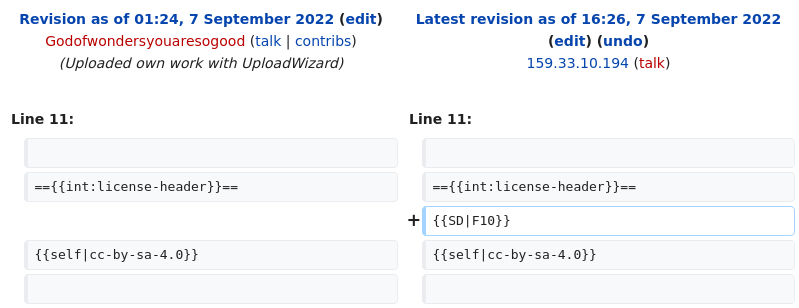 Revision as of 01:24, 7 September 2022 (edit)
Godofwondersyouaresogood (talk | contribs)
(Uploaded own work with UploadWizard)
Latest revision as of 16:26, 7 September 2022
(edit) (undo)
159.33.10.194 (talk)
Line 11:
Line 11:
=={{int:license-header}}==
=={{int:license-header}}==
+ {{SD|F10}}
{{self|cc-by-sa-4.0}}
{{self|cc-by-sa-4.0}}